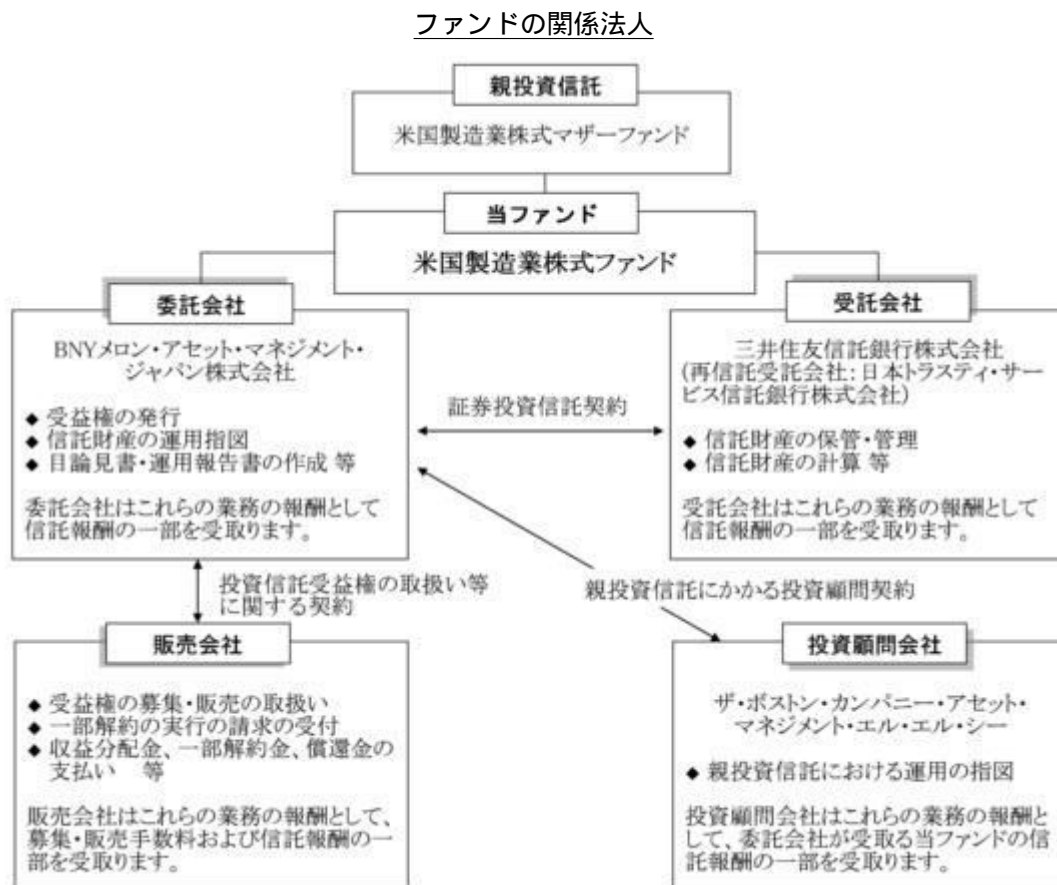 ファンドの関係法人
親投資信託
米国製造業株式マザーファンド
当ファンド
米国製造業株式ファンド
委託会社
BNYメロン・アセット・マネジメント・
ジャパン株式会社
◆ 受益権の発行
◆ 信託財産の運用指図
◆ 目論見書・運用報告書の作成 等
委託会社はこれらの業務の報酬として
信託報酬の一部を受取ります。
証券投資信託契約
受託会社
三井住友信託銀行株式会社
(再信託受託会社:日本トラスティ・サー
ビス信託銀行株式会社)
◆ 信託財産の保管・管理
◆ 信託財産の計算 等
受託会社はこれらの業務の報酬として
信託報酬の一部を受取ります。
投資信託受益権の取扱い等
に関する契約
親投資信託にかかる投資顧問契約
販売会社
◆ 受益権の募集・販売の取扱い
◆ 一部解約の実行の請求の受付
◆ 収益分配金、一部解約金、償還金の
支払い 等
販売会社はこれらの業務の報酬として、
募集・販売手数料および信託報酬の一
部を受取ります。
投資顧問会社
ザ・ボストン・カンパニー・アセット・
マネジメント・エル・エル・シー
◆ 親投資信託における運用の指図
投資顧問会社はこれらの業務の報酬と
して、委託会社が受取る当ファンドの信
託報酬の一部を受取ります。